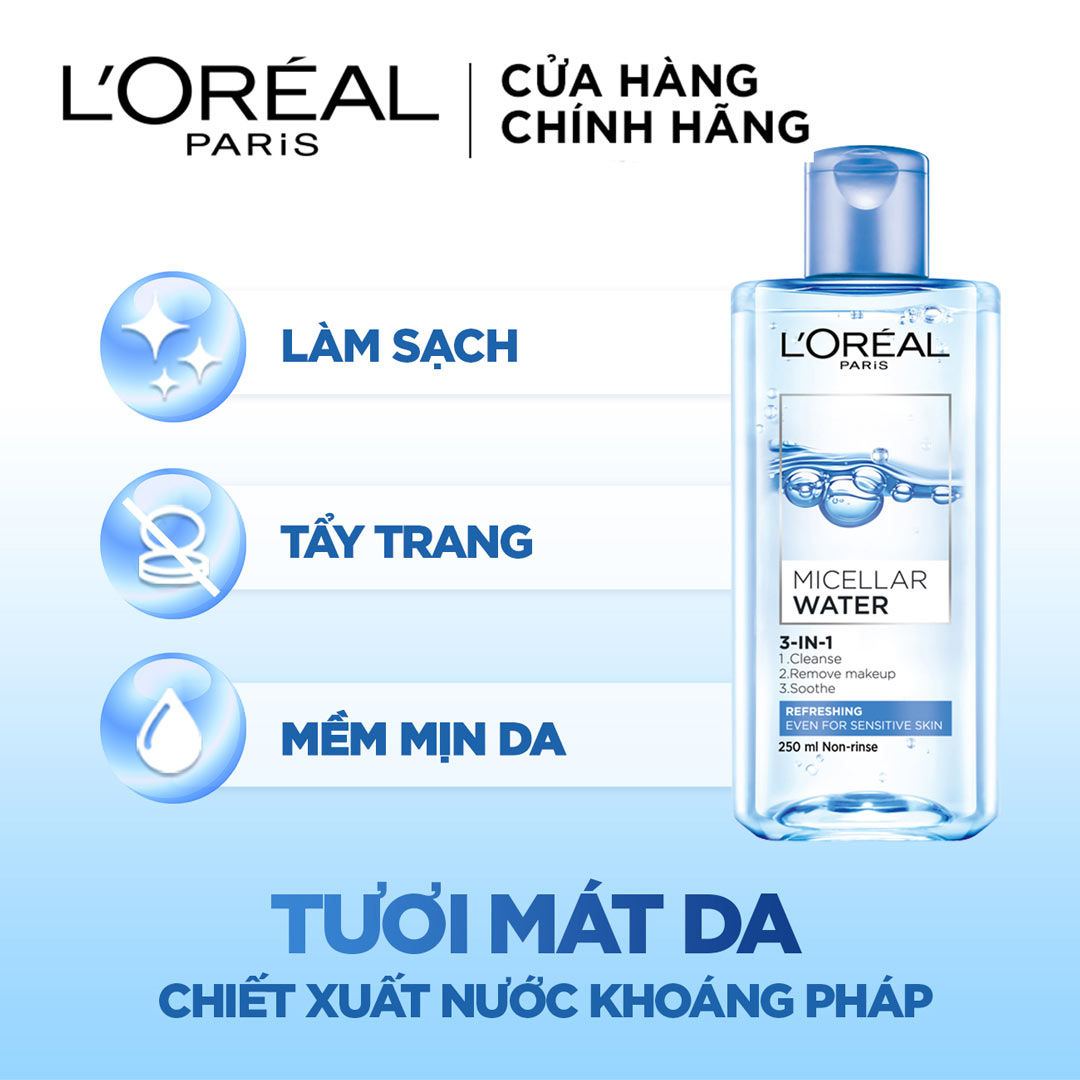 L'ORÉAL
PARiS
CỬA HÀNG
CHÍNH HÃNG
LÀM SẠCH
TẨY TRANG
MỀM MỊN DA
L'ORÉAL
PARiS
MICELLAR
WATER
3-IN-1
1.Cleanse
2.Remove makeup
3.Soothe
REFRESHING
EVEN FOR SENSITIVE SKIN
250 ml Non-rinse
TƯƠI MÁT DA
CHIẾT XUẤT NƯỚC KHOÁNG PHÁP